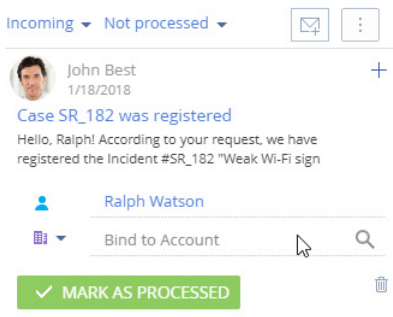 Incoming Not processed
John Best
1/18/2018
Case SR_182 was registered
Hello, Ralph! According to your request, we have
registered the Incident #SR_182 "Weak Wi-Fi sign
Ralph Watson
Bind to Account
MARK AS PROCESSED